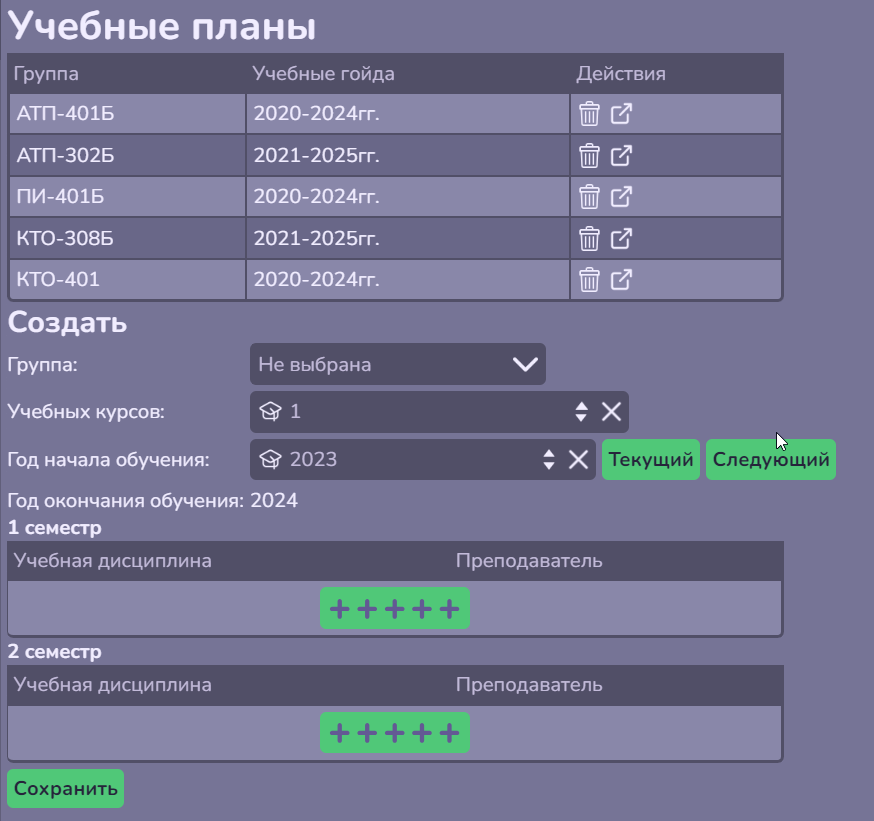 Учебные планы
Группа Учебные гойда Действия
АТП-401Б 2020-2024гг.
АТП-302Б 2021-2025гг.
ПИ-401Б 2020-2024гг.
КТО-308Б 2021-2025гг.
КТО-401 2020-2024гг.
Создать
Группа: Не выбрана
Учебных курсов: 1
Год начала обучения: 2023 Текущий Следующий
Год окончания обучения: 2024
1 семестр
Учебная дисциплина Преподаватель
+ + + + +
2 семестр
Учебная дисциплина Преподаватель
+ + + + +
Сохранить